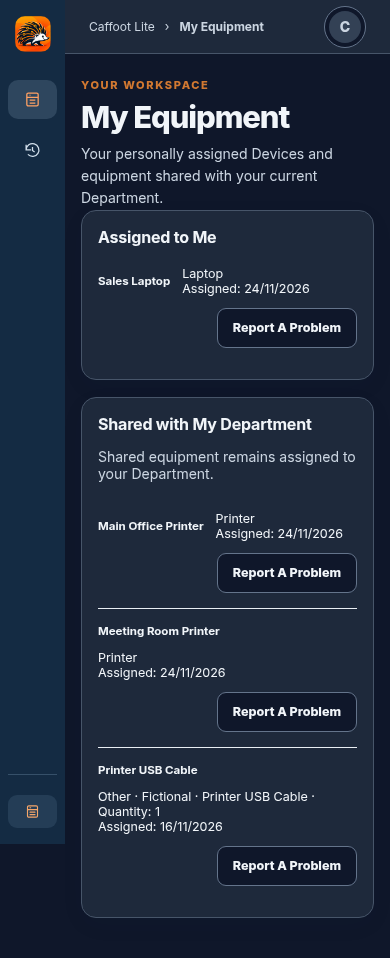 Caffoot Lite › My Equipment
C
YOUR WORKSPACE
My Equipment
Your personally assigned Devices and
equipment shared with your current
Department.
Assigned to Me
Sales Laptop
Laptop
Assigned: 24/11/2026
Report A Problem
Shared with My Department
Shared equipment remains assigned to
your Department.
Main Office Printer
Printer
Assigned: 24/11/2026
Report A Problem
Meeting Room Printer
Printer
Assigned: 24/11/2026
Report A Problem
Printer USB Cable
Other · Fictional · Printer USB Cable ·
Quantity: 1
Assigned: 16/11/2026
Report A Problem